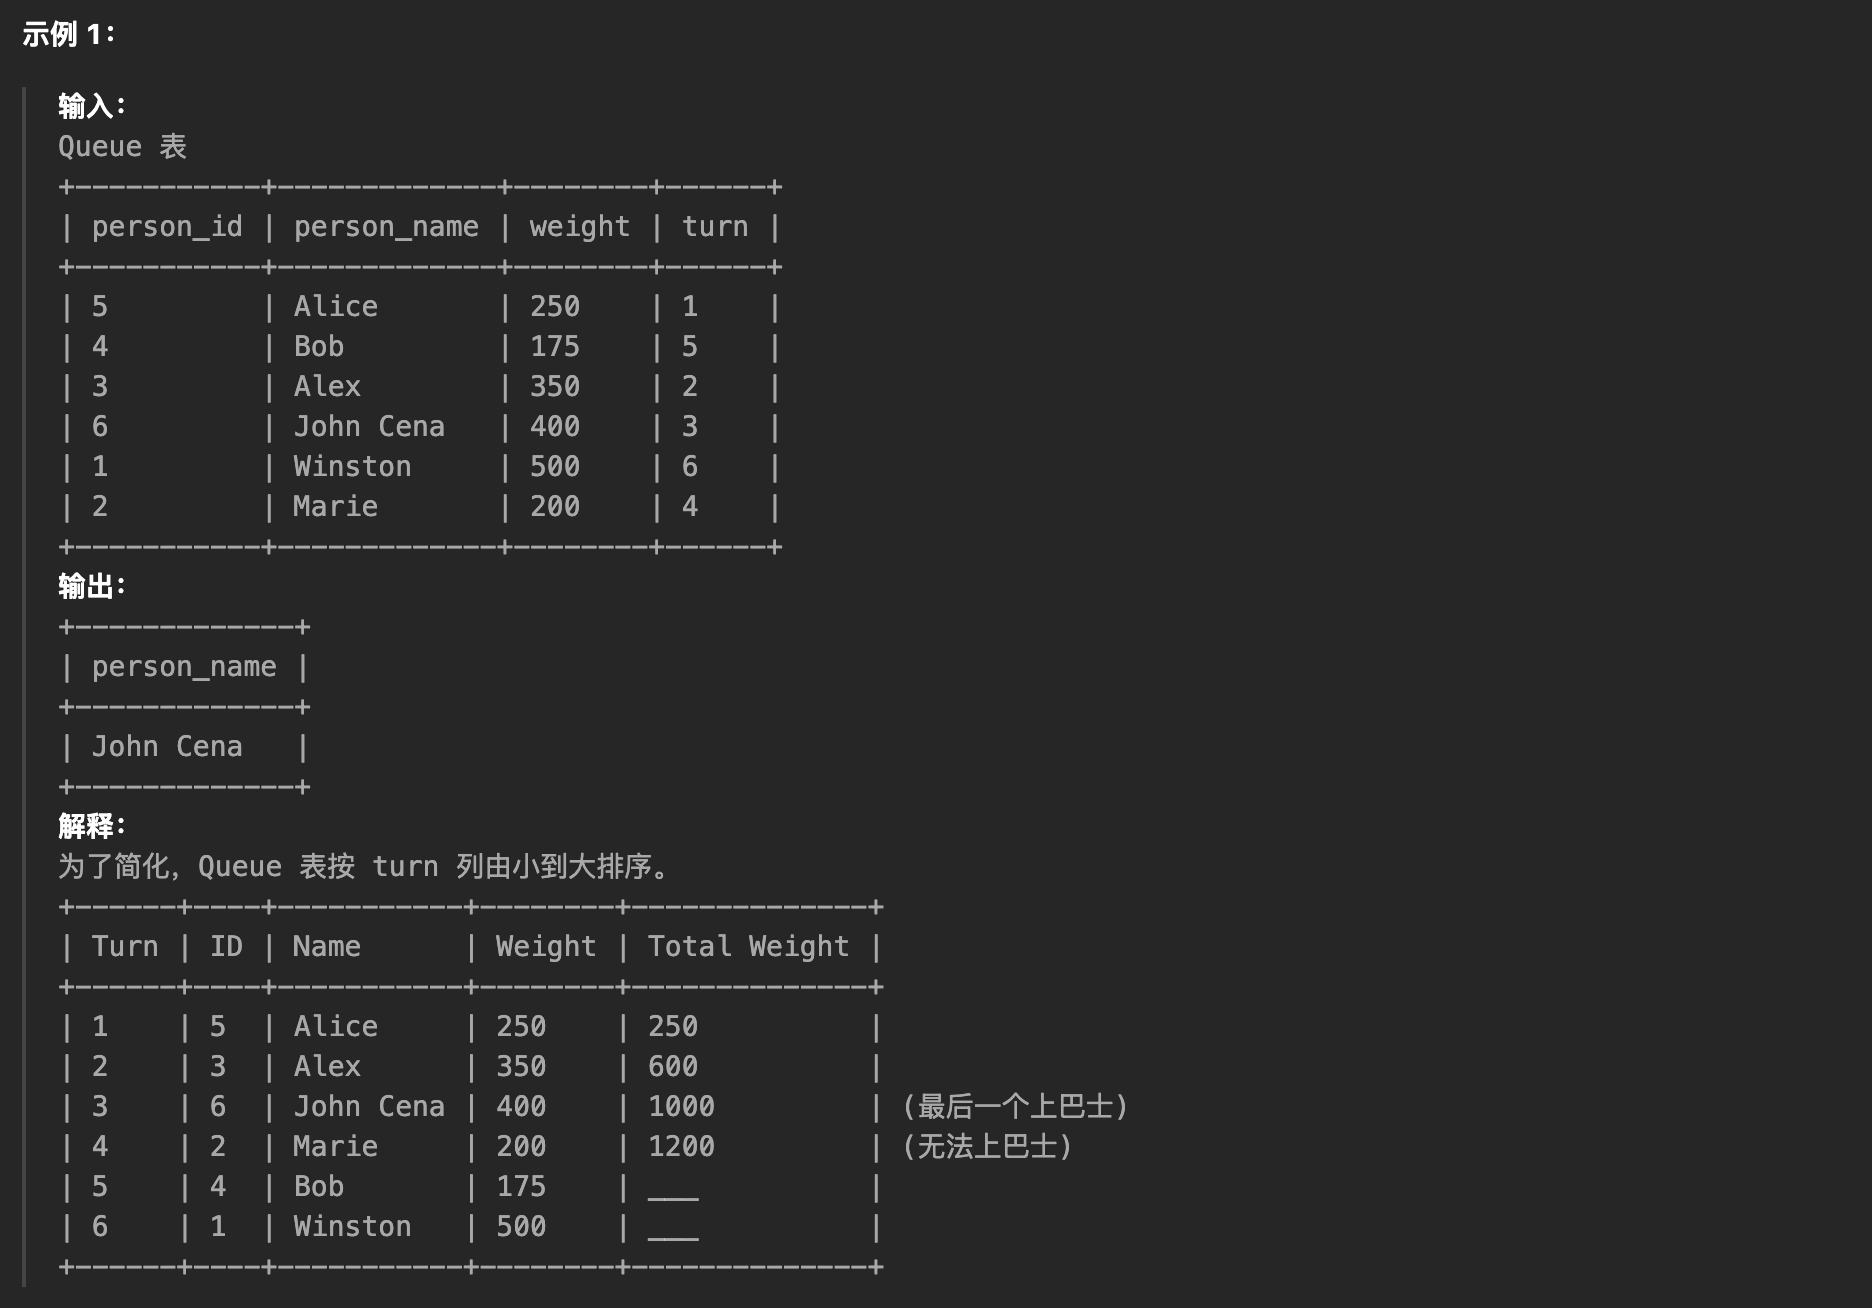 示例 1：
输入：
Queue 表
+-----------+-------------+--------+------+
| person_id | person_name | weight | turn |
+-----------+-------------+--------+------+
| 5         | Alice       | 250    | 1    |
| 4         | Bob         | 175    | 5    |
| 3         | Alex        | 350    | 2    |
| 6         | John Cena   | 400    | 3    |
| 1         | Winston     | 500    | 6    |
| 2         | Marie       | 200    | 4    |
+-----------+-------------+--------+------+
输出：
+-------------+
| person_name |
+-------------+
| John Cena   |
+-------------+
解释：
为了简化，Queue 表按 turn 列由小到大排序。
+------+----+-----------+--------+--------------+
| Turn | ID | Name      | Weight | Total Weight |
+------+----+-----------+--------+--------------+
| 1    | 5  | Alice     | 250    | 250          |
| 2    | 3  | Alex      | 350    | 600          |
| 3    | 6  | John Cena | 400    | 1000         | (最后一个上巴士)
| 4    | 2  | Marie     | 200    | 1200         | (无法上巴士)
| 5    | 4  | Bob       | 175    | ___          |
| 6    | 1  | Winston   | 500    | ___          |
+------+----+-----------+--------+--------------+